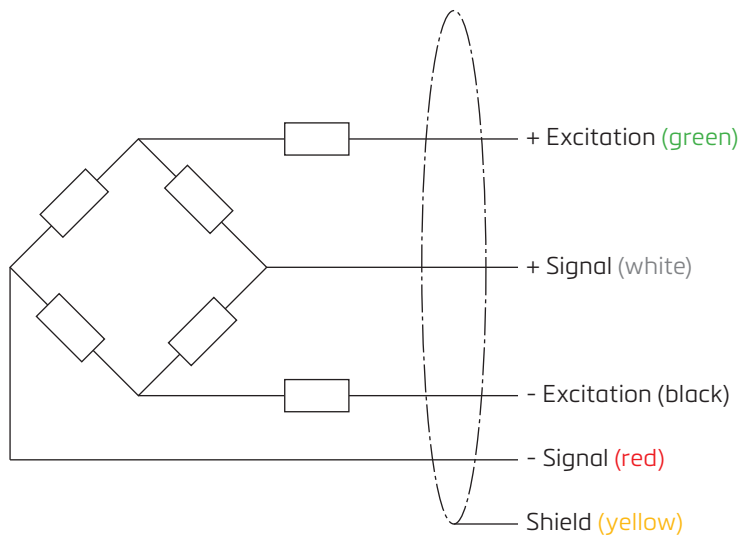 + Excitation (green)
+ Signal (white)
- Excitation (black)
- Signal (red)
Shield (yellow)